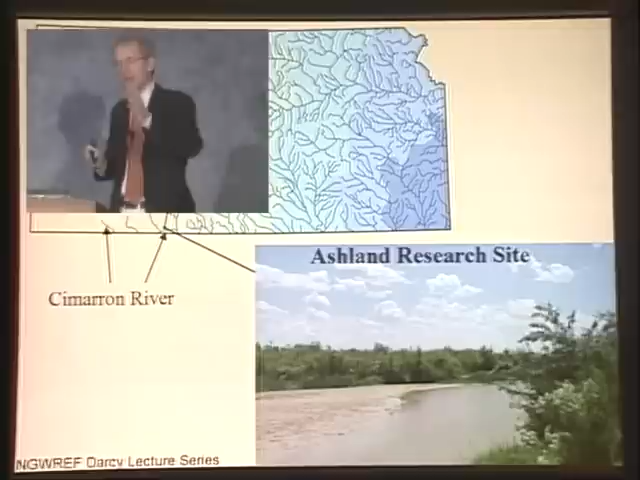 Ashland Research Site
Cimarron River
NGWREF Darcy Lecture Series